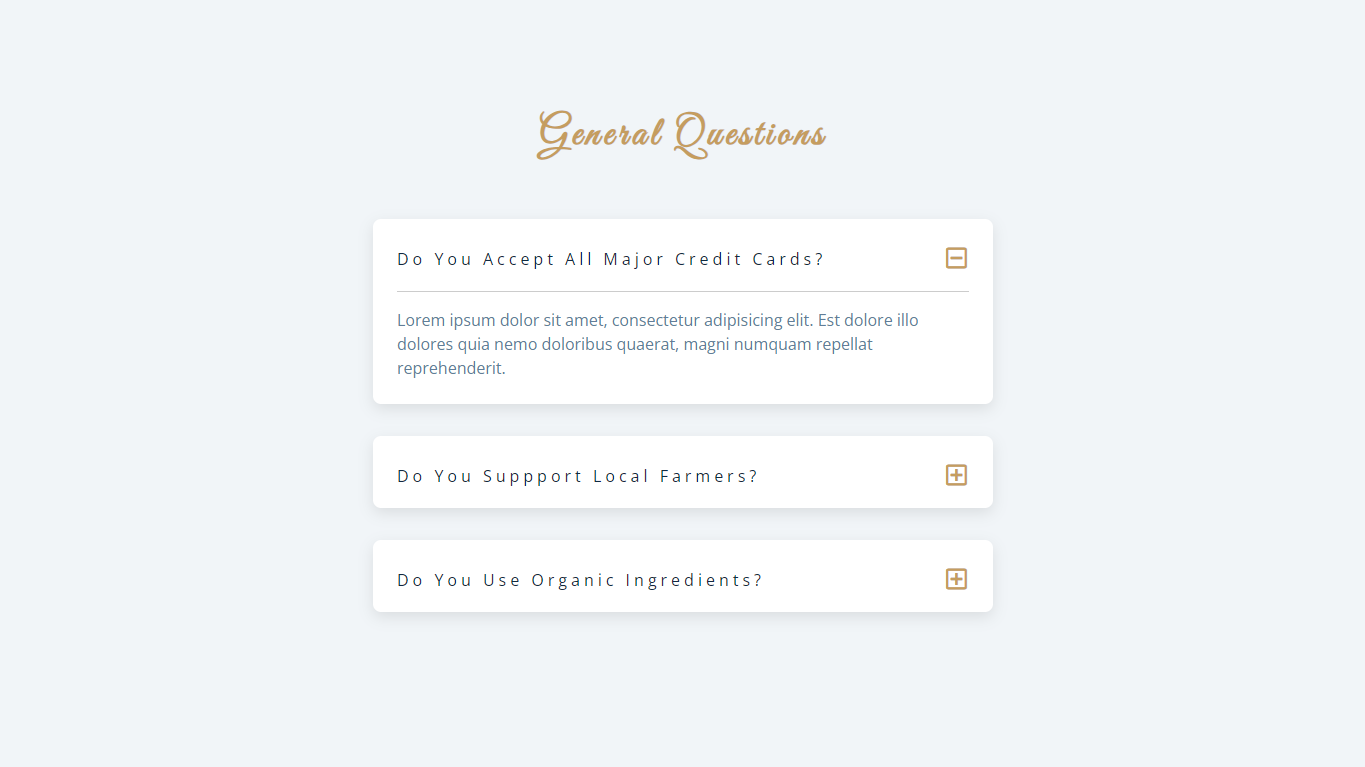 General Questions
Do You Accept All Major Credit Cards?
Lorem ipsum dolor sit amet, consectetur adipisicing elit. Est dolore illo
dolores quia nemo doloribus quaerat, magni numquam repellat
reprehenderit.
Do You Suppport Local Farmers?
Do You Use Organic Ingredients?